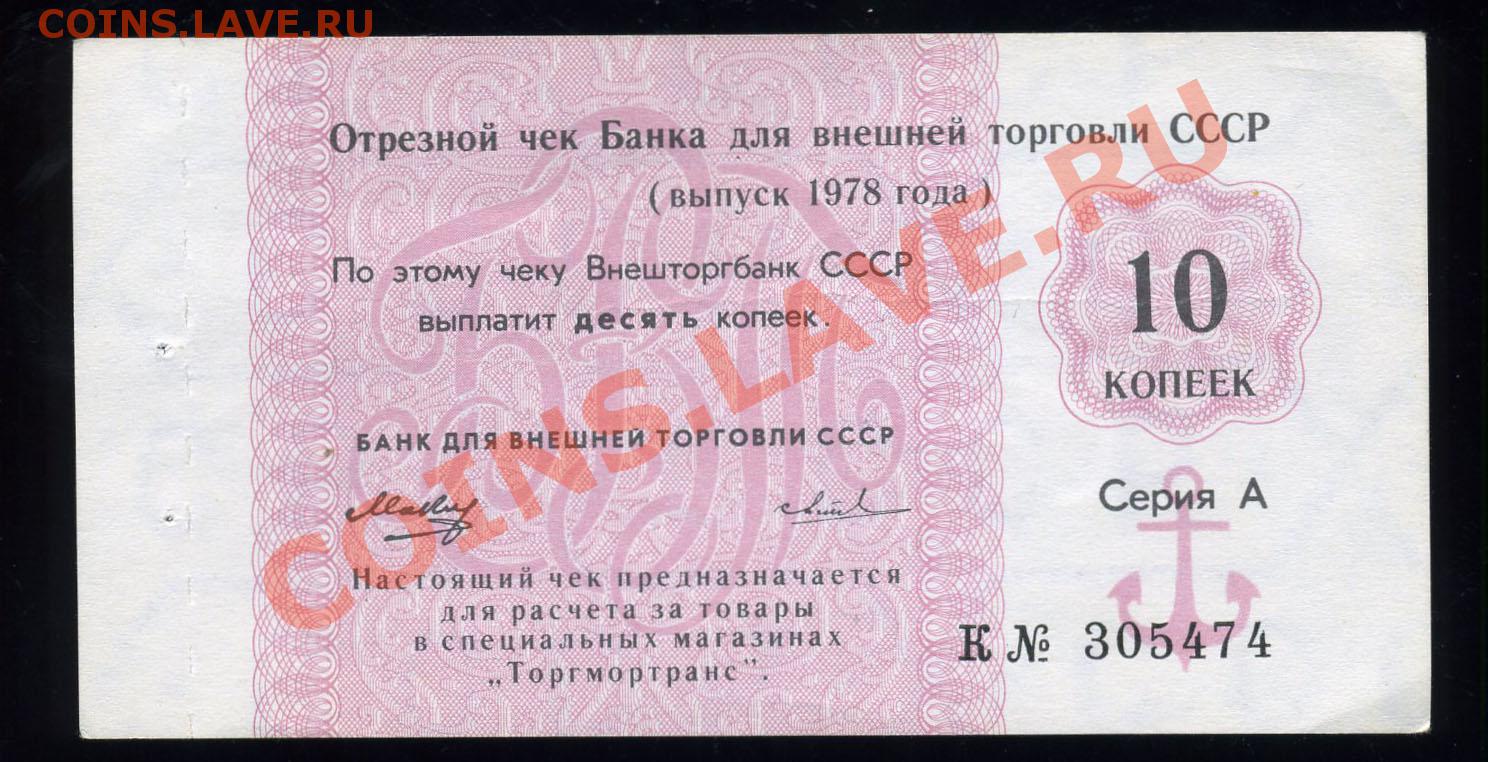 COINS.LAVE.RU
Отрезной чек Банка для внешней торговли СССР
( выпуск 1978 года )
По этому чеку Внешторгбанк СССР
выплатит десять копеек.
10
КОПЕЕК
БАНК ДЛЯ ВНЕШНЕЙ ТОРГОВЛИ СССР
Серия А
Настоящий чек предназначается
для расчета за товары
в специальных магазинах
„Торгмортранс".
К № 305474
COINS.LAVE.RU